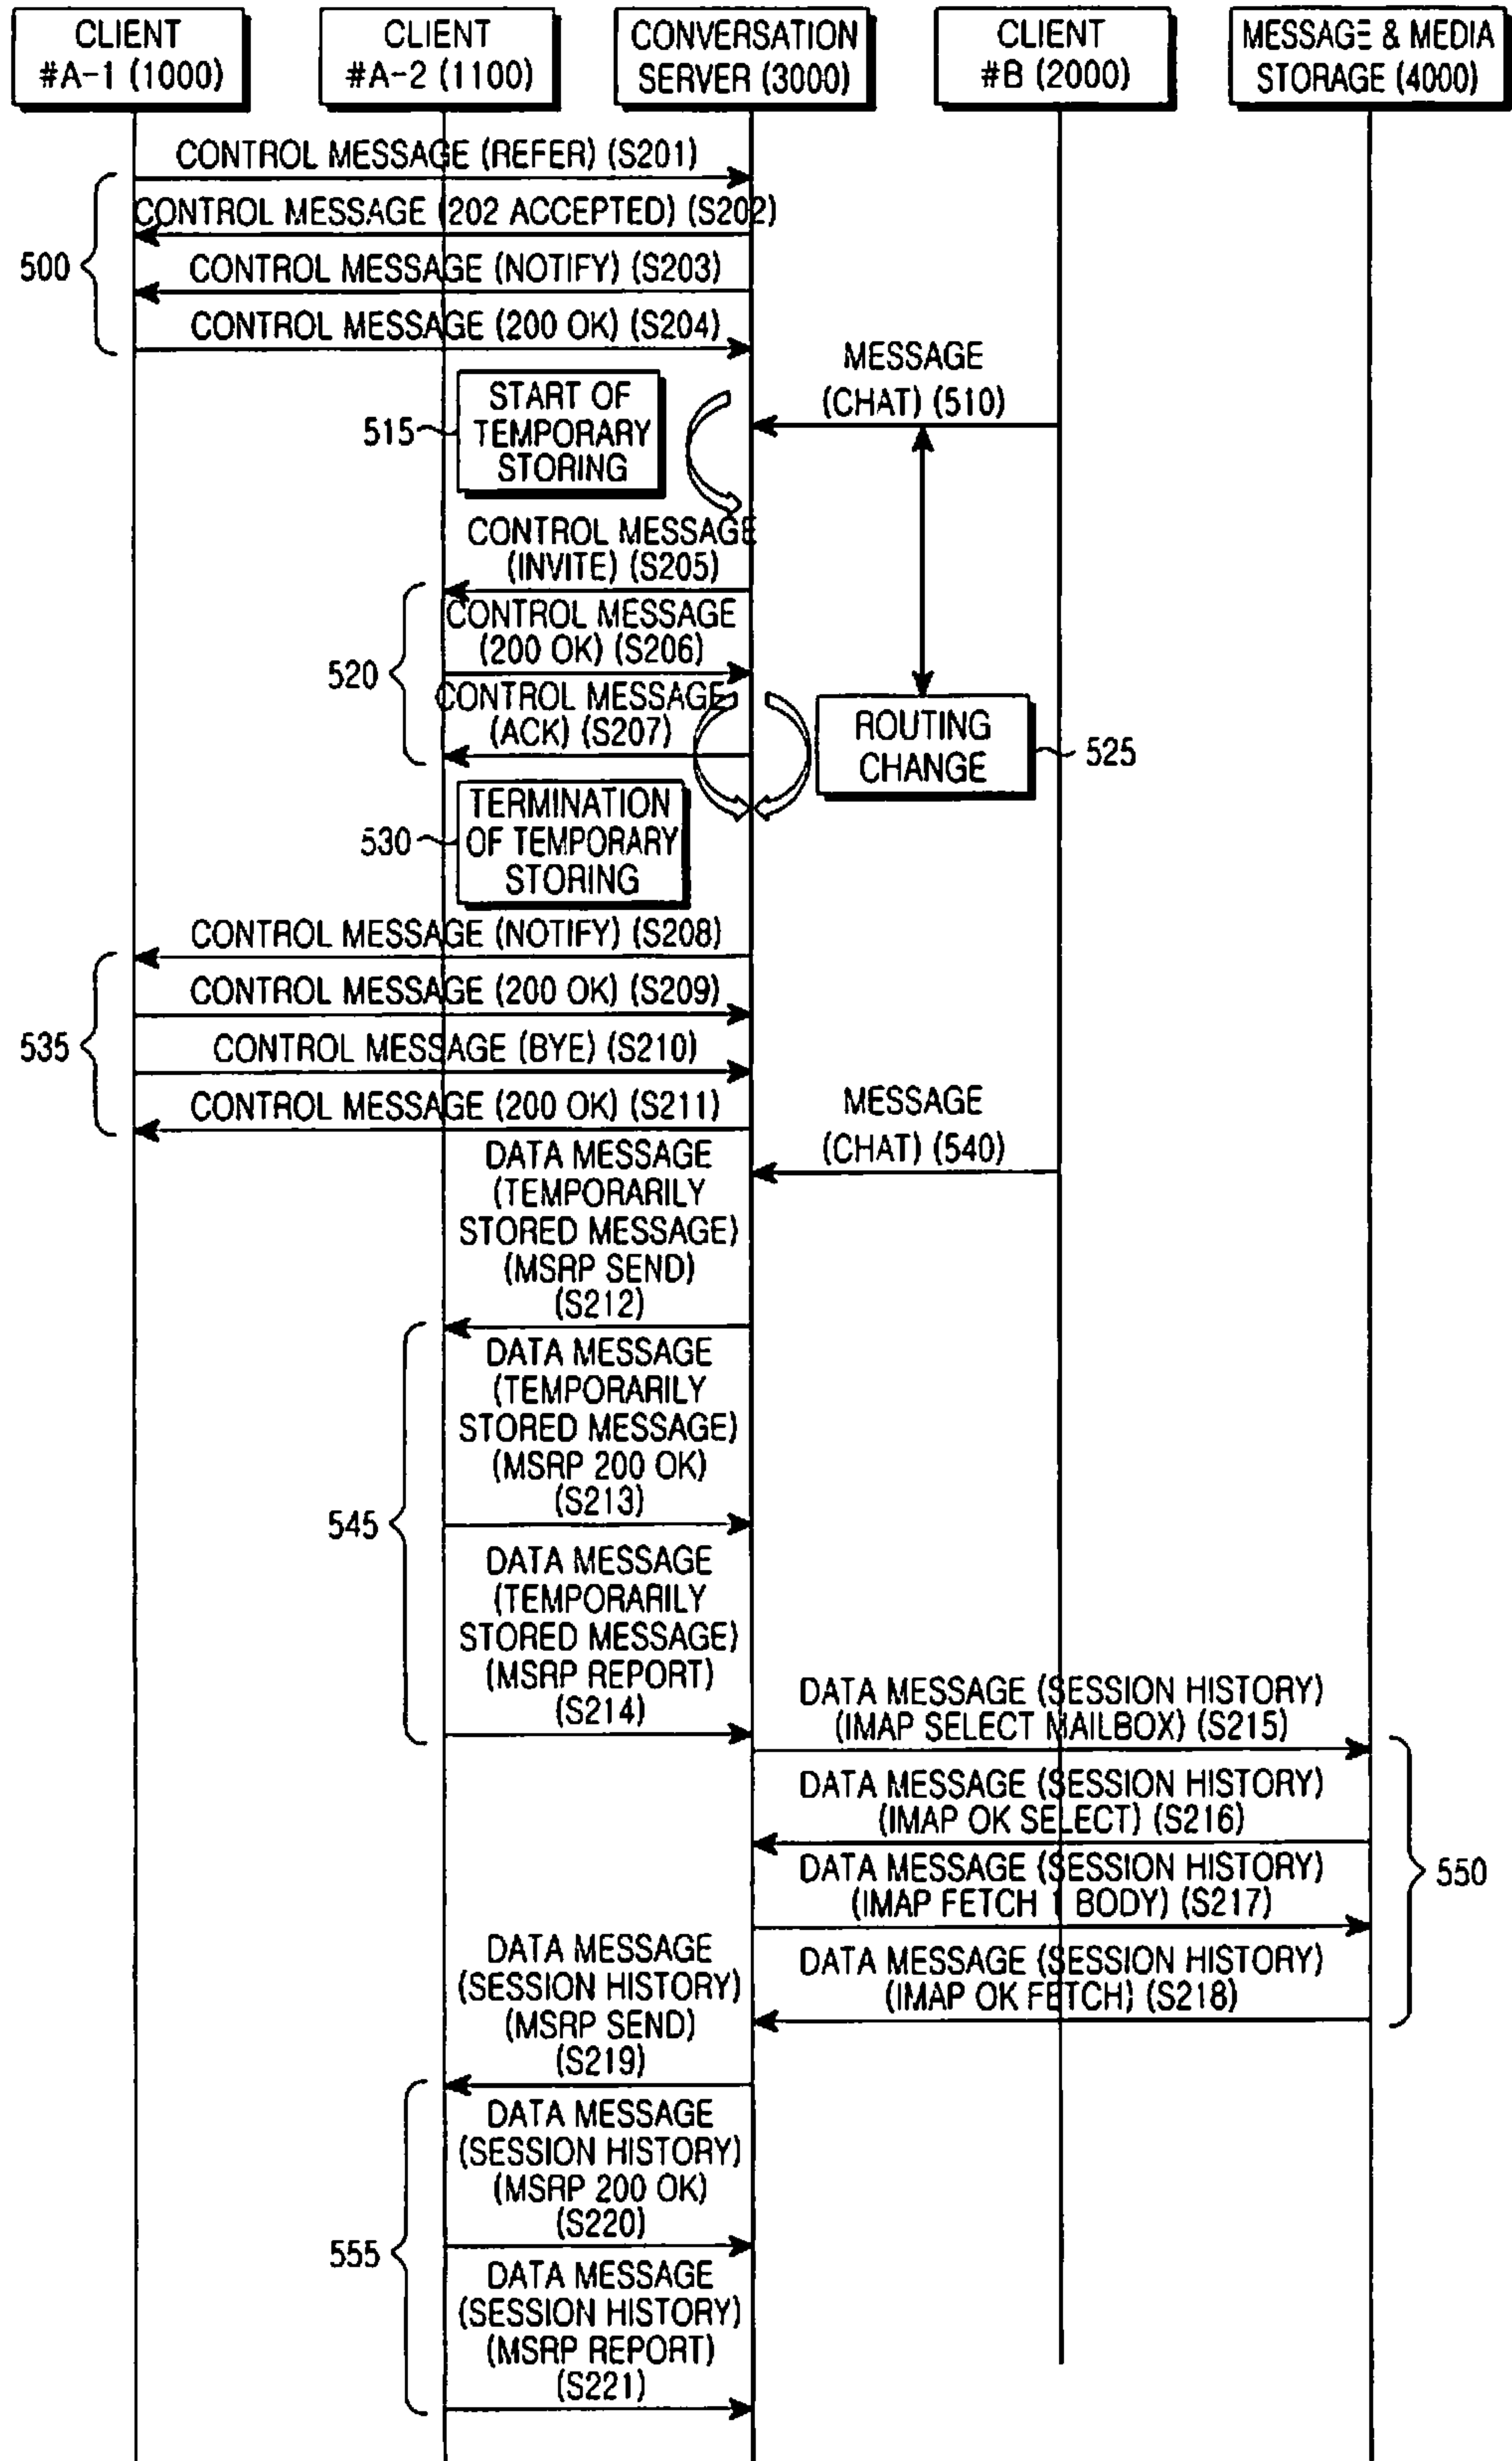 CLIENT
#A-1 (1000)
CLIENT
#A-2 (1100)
CONVERSATION
SERVER (3000)
CLIENT
#B (2000)
MESSAGE & MEDIA
STORAGE (4000)
CONTROL MESSAGE (REFER) (S201)
CONTROL MESSAGE (202 ACCEPTED) (S202)
500
CONTROL MESSAGE (NOTIFY) (S203)
CONTROL MESSAGE (200 OK) (S204)
MESSAGE
(CHAT) (510)
515
START OF
TEMPORARY
STORING
CONTROL MESSAGE
(INVITE) (S205)
520
CONTROL MESSAGE
(200 OK) (S206)
CONTROL MESSAGE
(ACK) (S207)
ROUTING
CHANGE
525
530
TERMINATION
OF TEMPORARY
STORING
CONTROL MESSAGE (NOTIFY) (S208)
CONTROL MESSAGE (200 OK) (S209)
535
CONTROL MESSAGE (BYE) (S210)
CONTROL MESSAGE (200 OK) (S211)
MESSAGE
(CHAT) (540)
DATA MESSAGE
(TEMPORARILY
STORED MESSAGE)
(MSRP SEND)
(S212)
545
DATA MESSAGE
(TEMPORARILY
STORED MESSAGE)
(MSRP 200 OK)
(S213)
DATA MESSAGE
(TEMPORARILY
STORED MESSAGE)
(MSRP REPORT)
(S214)
DATA MESSAGE (SESSION HISTORY)
(IMAP SELECT MAILBOX) (S215)
DATA MESSAGE (SESSION HISTORY)
(IMAP OK SELECT) (S216)
550
DATA MESSAGE (SESSION HISTORY)
(IMAP FETCH 1 BODY) (S217)
DATA MESSAGE (SESSION HISTORY)
(IMAP OK FETCH) (S218)
DATA MESSAGE
(SESSION HISTORY)
(MSRP SEND)
(S219)
555
DATA MESSAGE
(SESSION HISTORY)
(MSRP 200 OK)
(S220)
DATA MESSAGE
(SESSION HISTORY)
(MSRP REPORT)
(S221)